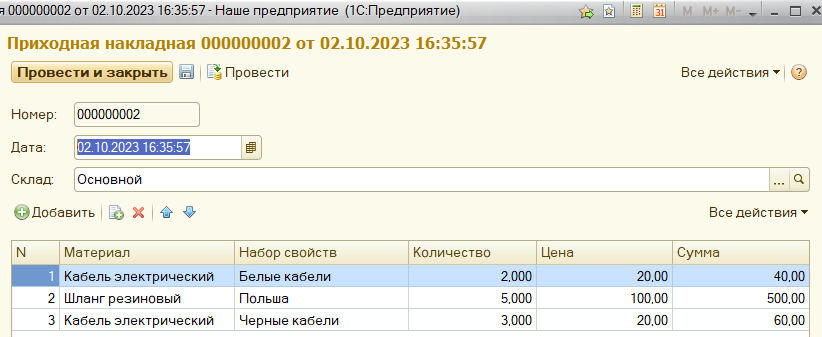 я 000000002 от 02.10.2023 16:35:57 - Наше предприятие (1С:Предприятие)
M M+ M-
Приходная накладная 000000002 от 02.10.2023 16:35:57
Провести и закрыть Провести Все действия
Номер: 000000002
Дата: 02.10.2023 16:35:57
Склад: Основной ...
Добавить Все действия
N Материал Набор свойств Количество Цена Сумма
1 Кабель электрический Белые кабели 2,000 20,00 40,00
2 Шланг резиновый Польша 5,000 100,00 500,00
3 Кабель электрический Черные кабели 3,000 20,00 60,00